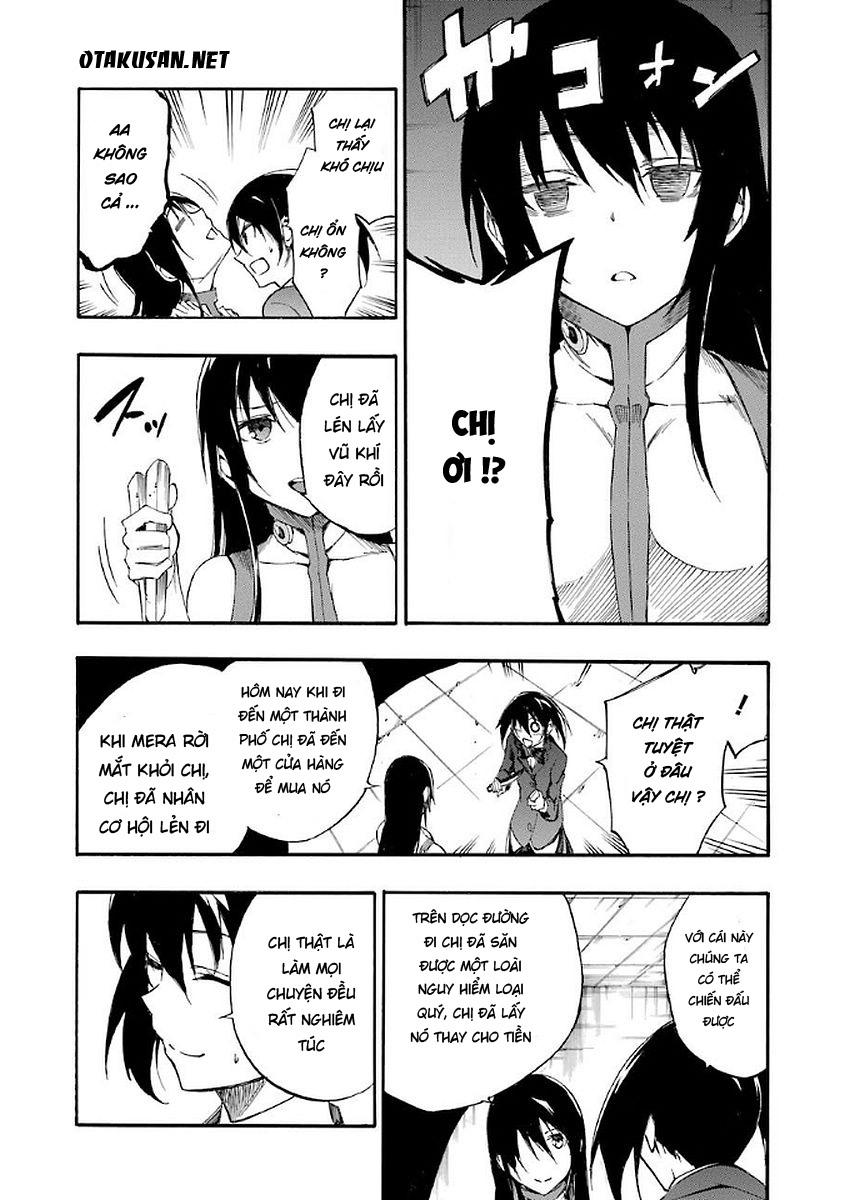 OTAKUSAN.NET
ガコォン
CHỊ
ƠI !?
CHỊ LẠI
THẤY
KHÓ CHỊU
CHỊ ỔN
KHÔNG
?
AA
KHÔNG
SAO
CẢ ...
CHỊ ĐÃ
LÉN LẤY
VŨ KHÍ
ĐÂY RỒI
!
CHỊ THẬT
TUYỆT
Ở ĐÂU
VẬY CHỊ ?
HÔM NAY KHI ĐI
ĐẾN MỘT THÀNH
PHỐ CHỊ ĐÃ ĐẾN
MỘT CỬA HÀNG
ĐỂ MUA NÓ
KHI MERA RỜI
MẮT KHỎI CHỊ,
CHỊ ĐÃ NHÂN
CƠ HỘI LẺN ĐI
VỚI CÁI NÀY
CHÚNG TA
CÓ THỂ
CHIẾN ĐẤU
ĐƯỢC
TRÊN DỌC ĐƯỜNG
ĐI CHỊ ĐÃ SĂN
ĐƯỢC MỘT LOÀI
NGUY HIỂM LOẠI
QUÝ, CHỊ ĐÃ LẤY
NÓ THAY CHO TIỀN
CHỊ THẬT LÀ
LÀM MỌI
CHUYỆN ĐỀU
RẤT NGHIÊM
TÚC